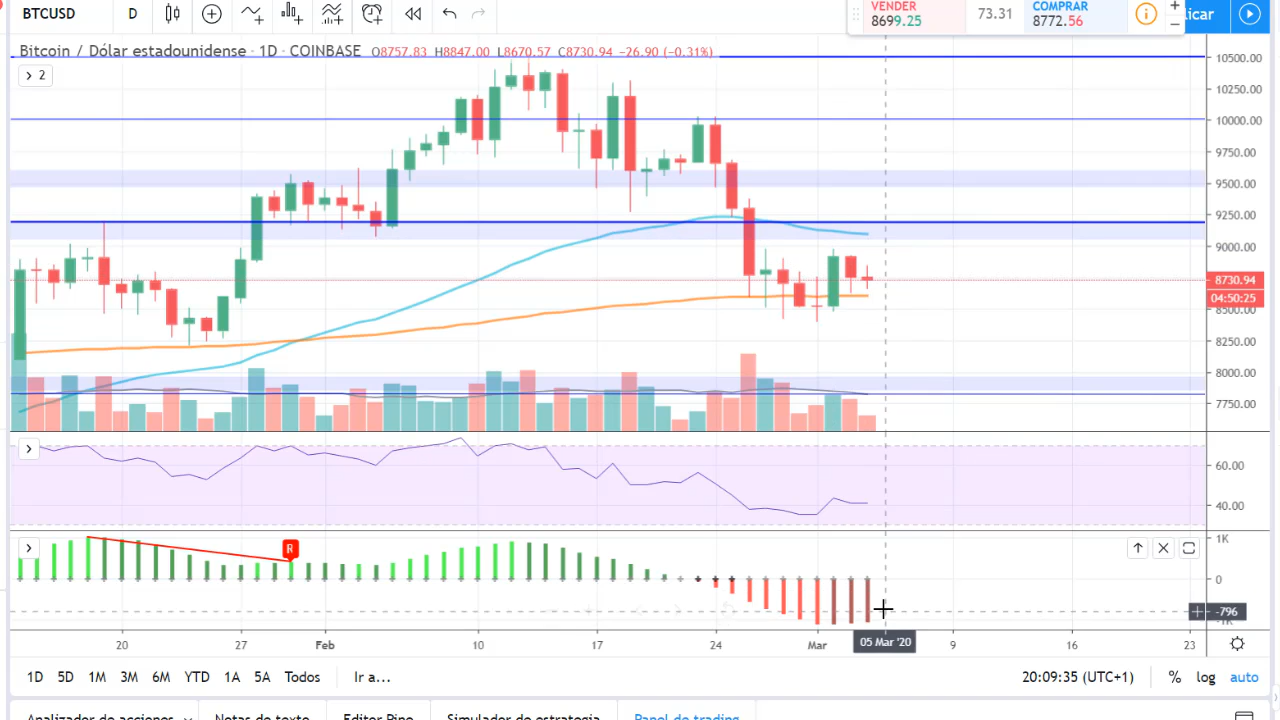 BTCUSD D VENDER 8699.25 73.31 COMPRAR 8772.56 licar
Bitcoin / Dólar estadounidense · 1D · COINBASE O8757.83 H8847.00 L8670.57 C8730.94 −26.90 (−0.31%)
2
10500.00
10250.00
10000.00
9750.00
9500.00
9250.00
9000.00
8730.94
04:50:25
8500.00
8250.00
8000.00
7750.00
60.00
40.00
R
1K
0
-796
-1K
20 27 Feb 10 17 24 Mar 05 Mar '20 9 16 23
1D 5D 1M 3M 6M YTD 1A 5A Todos Ir a... 20:09:35 (UTC+1) % log auto
Analizador de acciones Notas de texto Editor Pine Simulador de estrategia Panel de trading